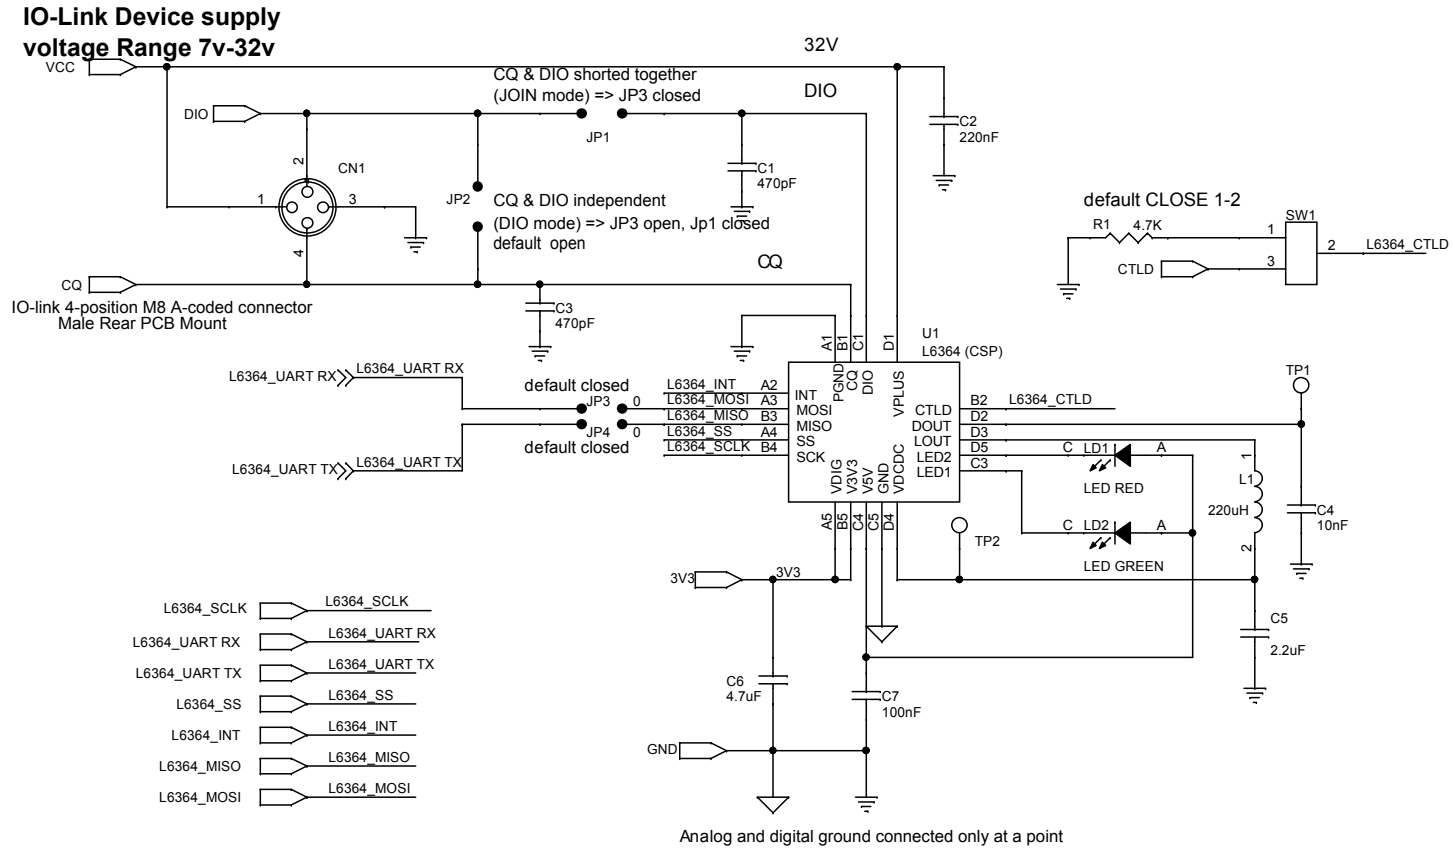 IO-Link Device supply
voltage Range 7v-32v
VCC
32V
CQ & DIO shorted together
(JOIN mode) => JP3 closed
DIO
DIO
JP1
C2
220nF
2
CN1
C1
470pF
1
3
JP2
CQ & DIO independent
(DIO mode) => JP3 open, Jp1 closed
default open
4
CQ
CQ
IO-link 4-position M8 A-coded connector
Male Rear PCB Mount
C3
470pF
default CLOSE 1-2
R1
4.7K
1
SW1
2
L6364_CTLD
CTLD
3
U1
L6364 (CSP)
A1
B1
C1
D1
PGND
CQ
DIO
VPLUS
L6364_UART RX
L6364_UART RX
default closed
JP3
0
JP4
0
default closed
L6364_UART TX
L6364_UART TX
L6364_INT
A2
INT
L6364_MOSI
A3
MOSI
L6364_MISO
B3
MISO
L6364_SS
A4
SS
L6364_SCLK
B4
SCK
CTLD
B2
L6364_CTLD
DOUT
D2
LOUT
D3
LED2
D5
LED1
C3
VDIG
V3V3
V5V
GND
VDCDC
A5
B5
C4
C5
D4
TP1
C
LD1
A
LED RED
C
LD2
A
LED GREEN
1
L1
220uH
2
C4
10nF
TP2
3V3
3V3
C5
2.2uF
C6
4.7uF
C7
100nF
GND
L6364_SCLK
L6364_SCLK
L6364_UART RX
L6364_UART RX
L6364_UART TX
L6364_UART TX
L6364_SS
L6364_SS
L6364_INT
L6364_INT
L6364_MISO
L6364_MISO
L6364_MOSI
L6364_MOSI
Analog and digital ground connected only at a point